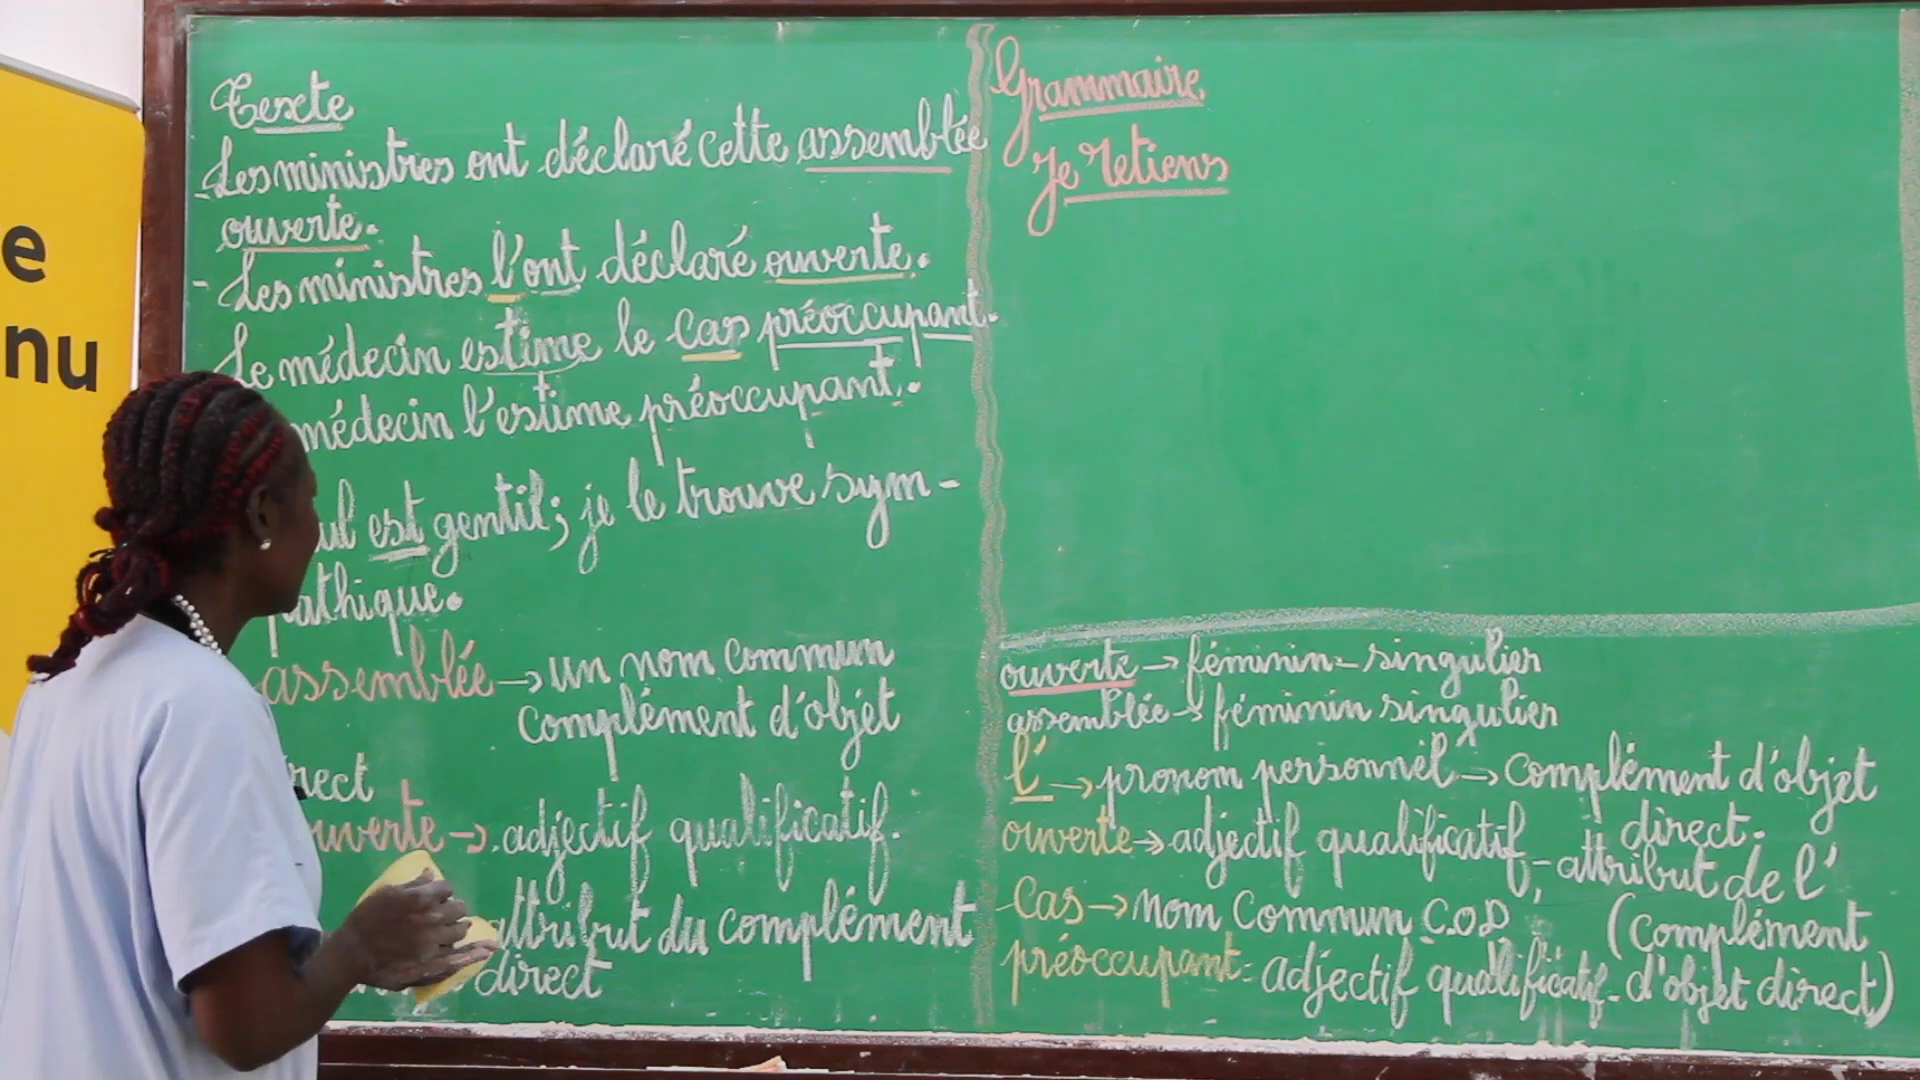 e
nu
Texte
- Les ministres ont déclaré cette assemblée
ouverte.
- Les ministres l'ont déclaré ouverte.
Le médecin estime le cas préoccupant.
médecin l'estime préoccupant.
ul est gentil; je le trouve sym-
pathique.
assemblée → un nom commun
complément d'objet
rect
uverte → adjectif qualificatif.
attribut du complément
direct
Grammaire.
Je retiens
ouverte → féminin - singulier
assemblée → féminin singulier
l' → pronom personnel → complément d'objet
direct.
ouverte → adjectif qualificatif, - attribut de l'
cas → nom commun C.O.D (complément
préoccupant : adjectif qualificatif - d'objet direct)